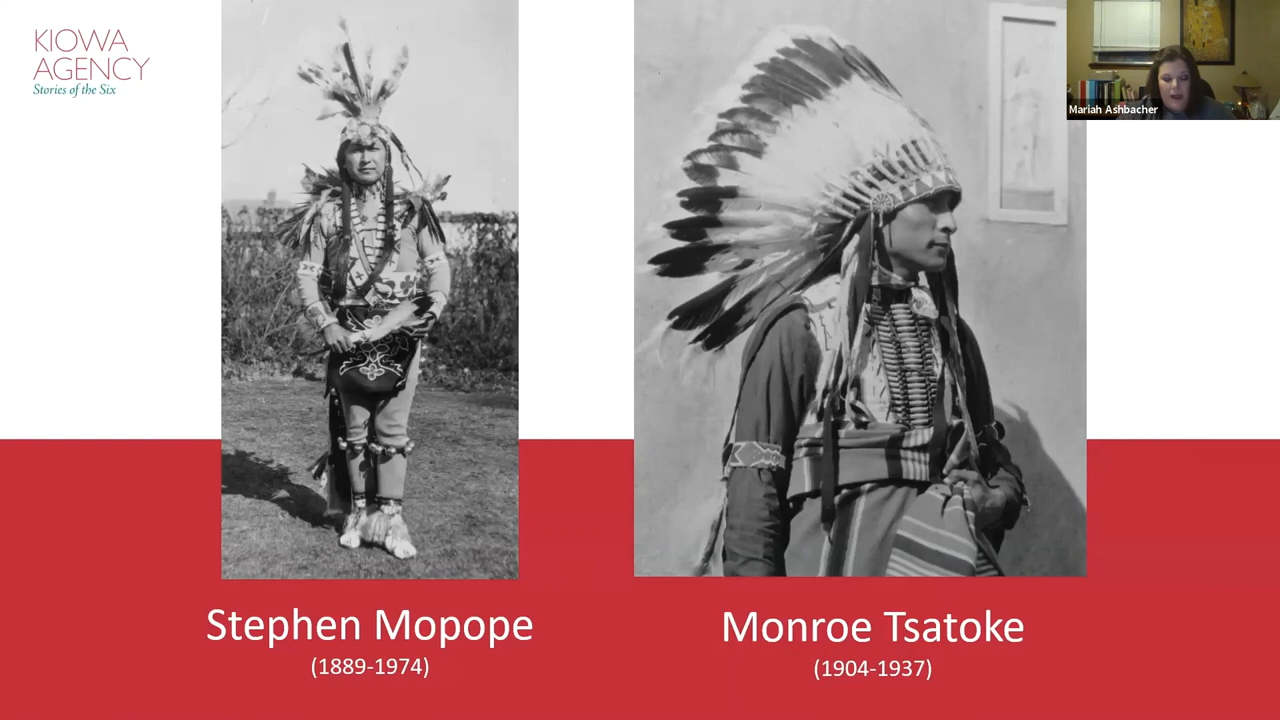 KIOWA
AGENCY
Stories of the Six
Mariah Ashbacher
Stephen Mopope
(1889-1974)
Monroe Tsatoke
(1904-1937)